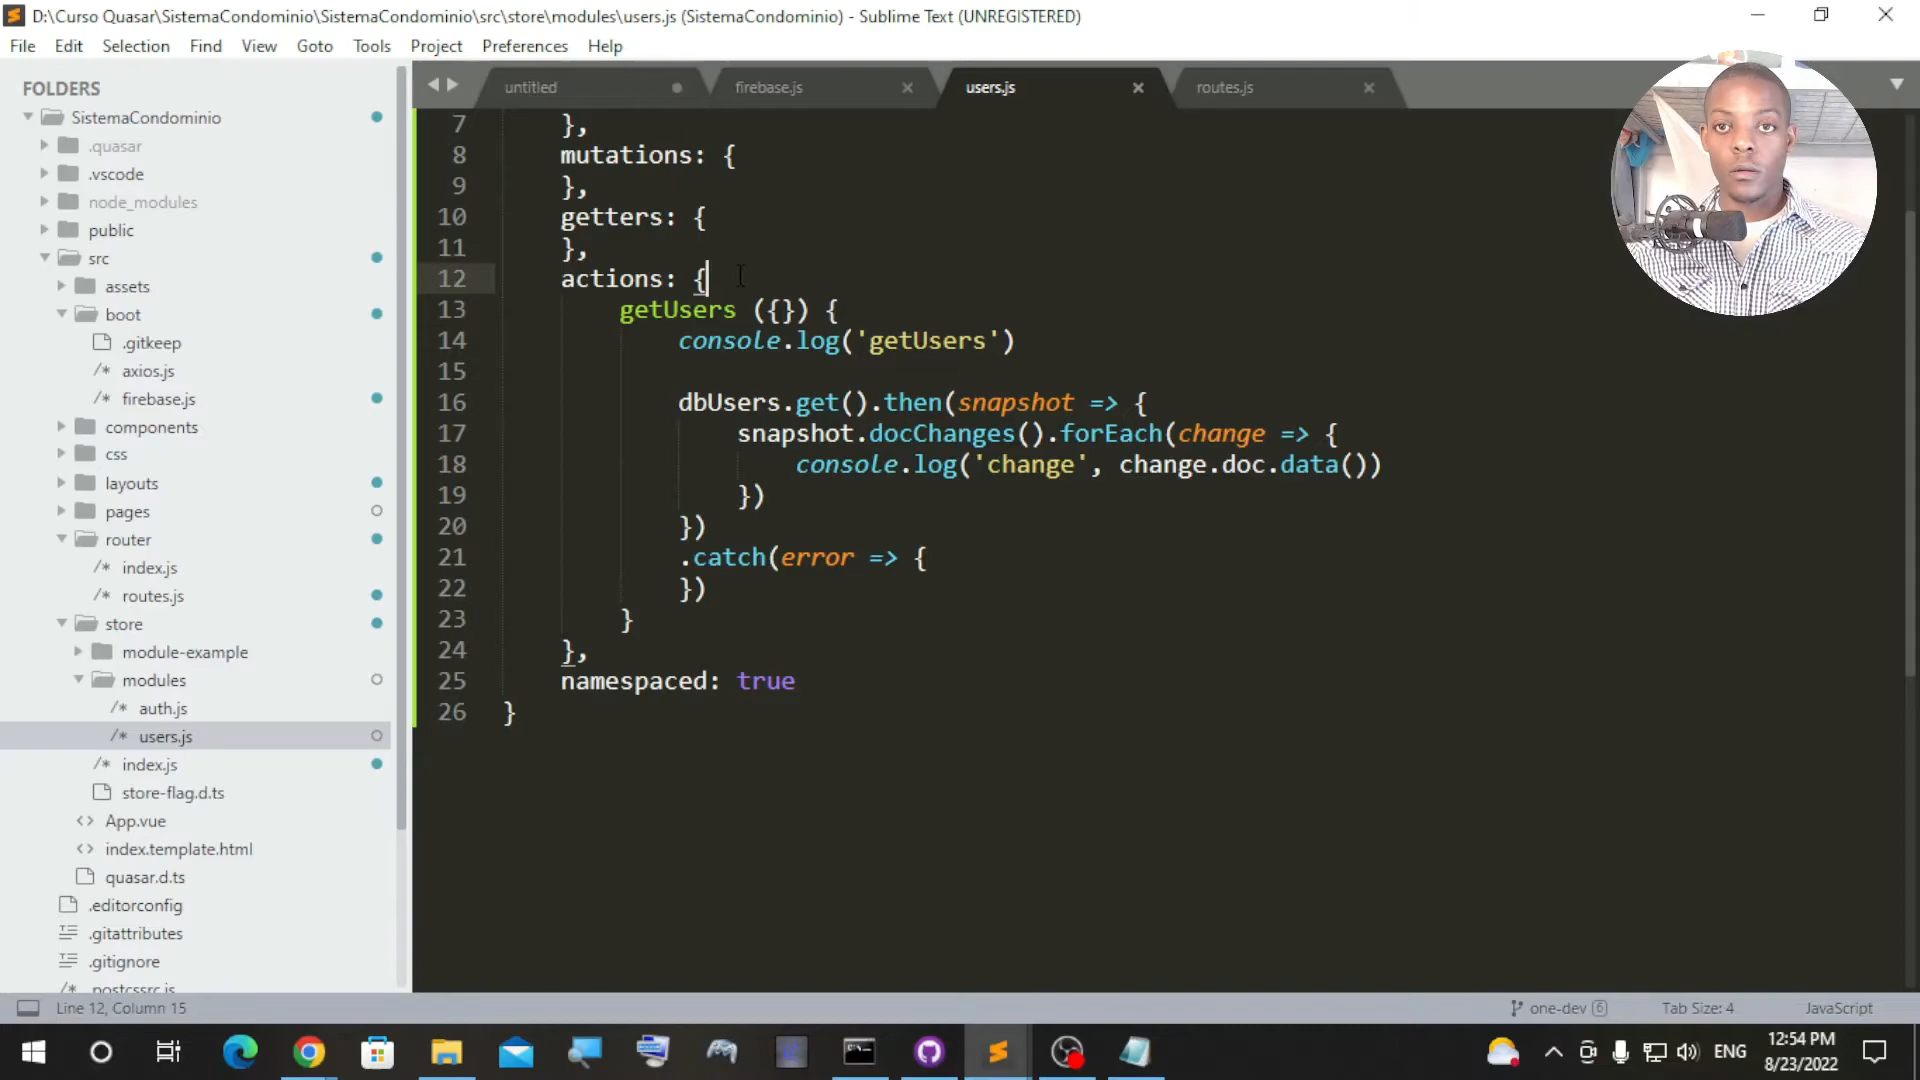 D:\Curso Quasar\SistemaCondominio\SistemaCondominio\src\store\modules\users.js (SistemaCondominio) - Sublime Text (UNREGISTERED)
File Edit Selection Find View Goto Tools Project Preferences Help
FOLDERS
SistemaCondominio
.quasar
.vscode
node_modules
public
src
assets
boot
.gitkeep
/* axios.js
/* firebase.js
components
css
layouts
pages
router
/* index.js
/* routes.js
store
module-example
modules
/* auth.js
/* users.js
/* index.js
store-flag.d.ts
<> App.vue
<> index.template.html
quasar.d.ts
.editorconfig
.gitattributes
.gitignore
/* .postcssrc.js
untitled firebase.js users.js routes.js
7 },
8 mutations: {
9 },
10 getters: {
11 },
12 actions: {
13 getUsers ({}) {
14 console.log('getUsers')
15
16 dbUsers.get().then(snapshot => {
17 snapshot.docChanges().forEach(change => {
18 console.log('change', change.doc.data())
19 })
20 })
21 .catch(error => {
22 })
23 }
24 },
25 namespaced: true
26 }
Line 12, Column 15 one-dev 6 Tab Size: 4 JavaScript
ENG 12:54 PM
8/23/2022